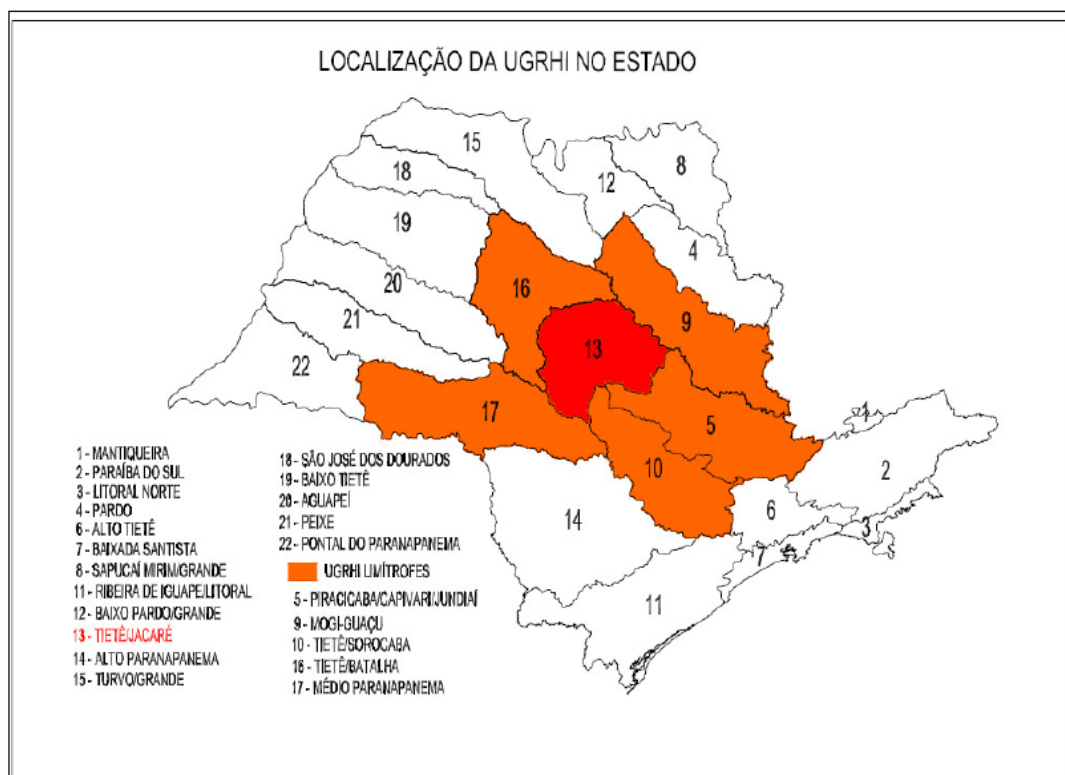 LOCALIZAÇÃO DA UGRHI NO ESTADO
15
8
18
12
19
4
20
16
9
21
13
22
17
5
1
10
2
14
6
3
7
11
1 - MANTIQUEIRA
2 - PARAÍBA DO SUL
3 - LITORAL NORTE
4 - PARDO
6 - ALTO TIETÊ
7 - BAIXADA SANTISTA
8 - SAPUCAÍ MIRIM/GRANDE
11 - RIBEIRA DE IGUAPE/LITORAL
12 - BAIXO PARDO/GRANDE
13 - TIETÊ/JACARÉ
14 - ALTO PARANAPANEMA
15 - TURVO/GRANDE
18 - SÃO JOSÉ DOS DOURADOS
19 - BAIXO TIETÊ
20 - AGUAPEÍ
21 - PEIXE
22 - PONTAL DO PARANAPANEMA
UGRHI LIMÍTROFES
5 - PIRACICABA/CAPIVARI/JUNDIAÍ
9 - MOGI-GUAÇU
10 - TIETÊ/SOROCABA
16 - TIETÊ/BATALHA
17 - MÉDIO PARANAPANEMA